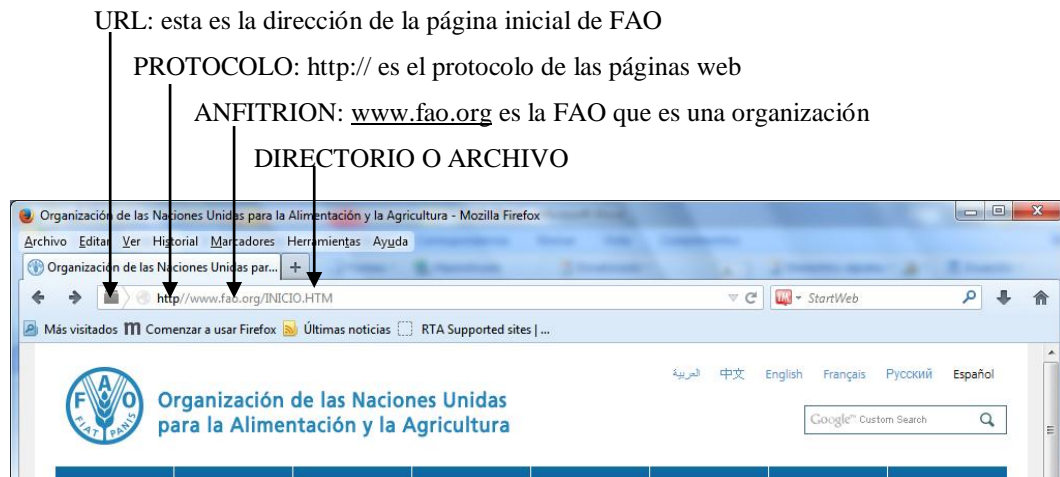 URL: esta es la dirección de la página inicial de FAO
PROTOCOLO: http:// es el protocolo de las páginas web
ANFITRION: www.fao.org es la FAO que es una organización
DIRECTORIO O ARCHIVO
Organización de las Naciones Unidas para la Alimentación y la Agricultura - Mozilla Firefox
Archivo Editar Ver Historial Marcadores Herramientas Ayuda
Organización de las Naciones Unidas par... +
http//www.fao.org/INICIO.HTM StartWeb
Más visitados m Comenzar a usar Firefox Últimas noticias RTA Supported sites | ...
العربية 中文 English Français Русский Español
FAO
FIAT PANIS
Organización de las Naciones Unidas
para la Alimentación y la Agricultura
Google™ Custom Search